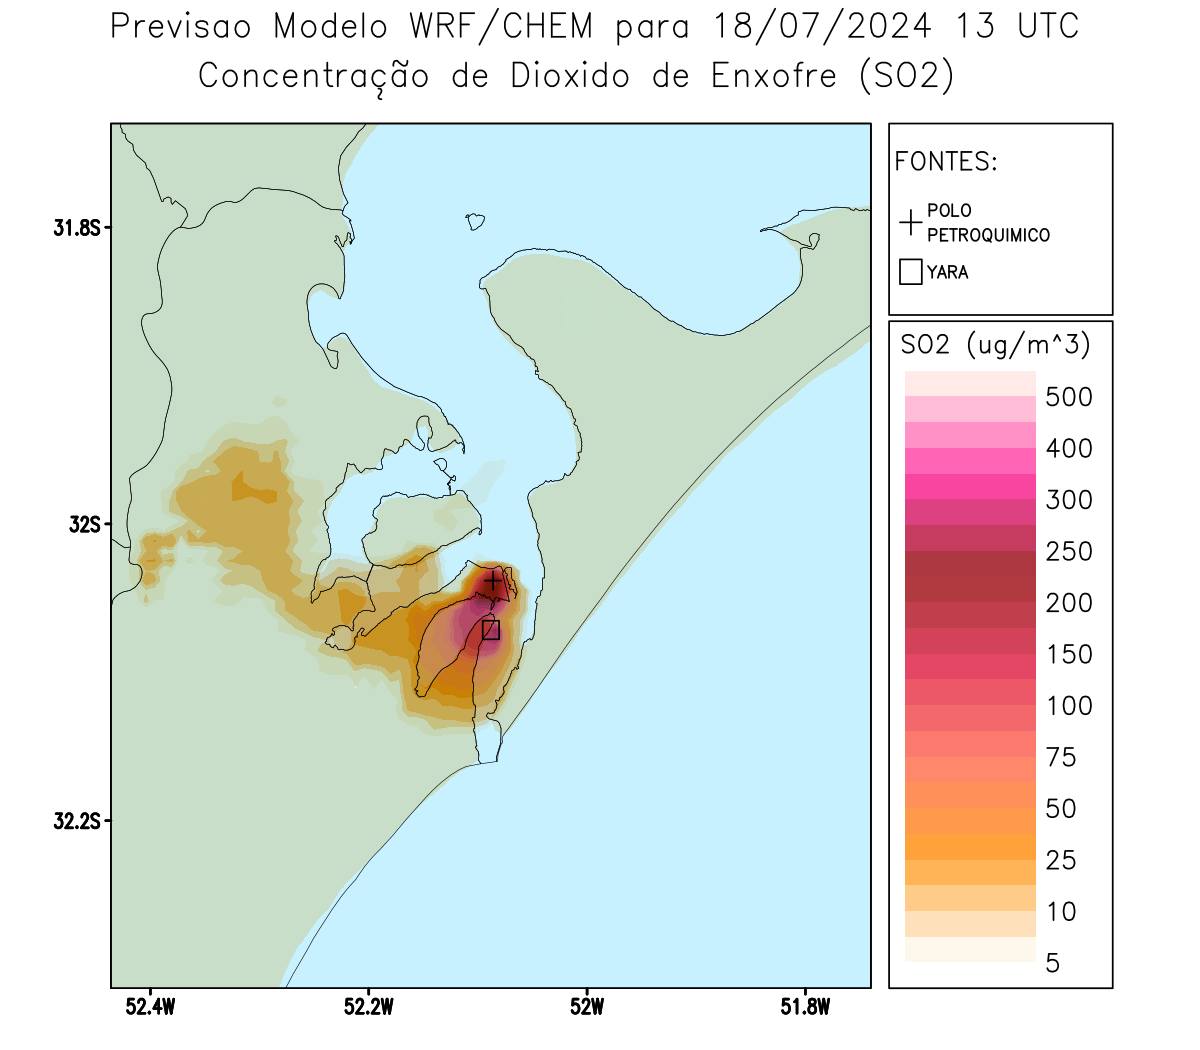 Previsao Modelo WRF/CHEM para 18/07/2024 13 UTC
Concentração de Dioxido de Enxofre (SO2)
FONTES:
POLO
PETROQUIMICO
YARA
SO2 (ug/m^3)
500
400
300
250
200
150
100
75
50
25
10
5
31.8S
32S
32.2S
52.4W
52.2W
52W
51.8W